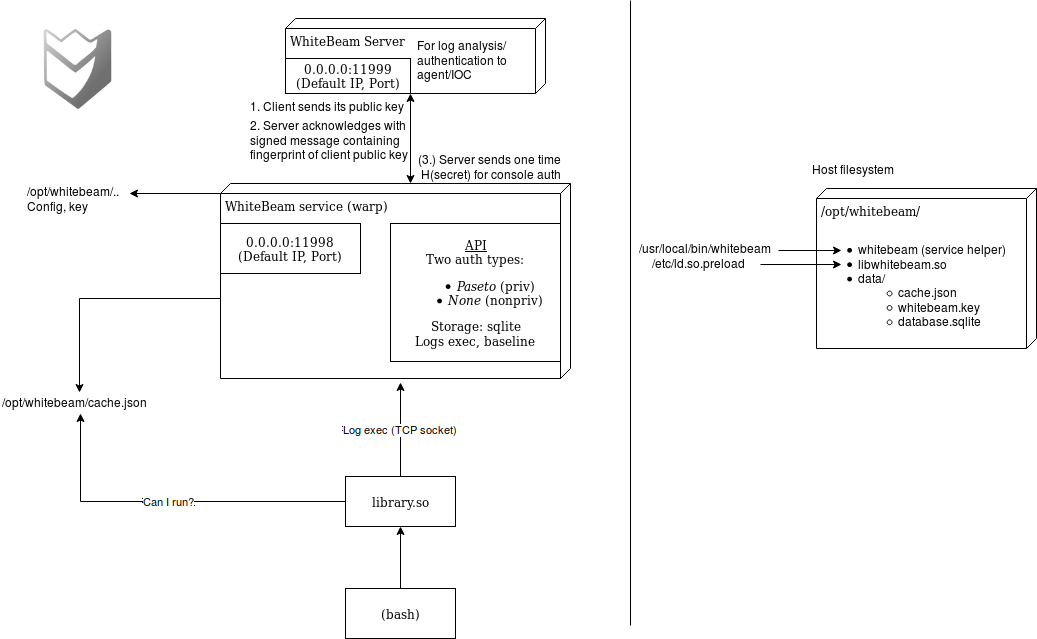 WhiteBeam Server
For log analysis/
authentication to
agent/IOC
0.0.0.0:11999
(Default IP, Port)
1. Client sends its public key
2. Server acknowledges with
signed message containing
fingerprint of client public key
(3.) Server sends one time
H(secret) for console auth
/opt/whitebeam/..
Config, key
WhiteBeam service (warp)
0.0.0.0:11998
(Default IP, Port)
API
Two auth types:
• Paseto (priv)
• None (nonpriv)
Storage: sqlite
Logs exec, baseline
/opt/whitebeam/cache.json
Log exec (TCP socket)
Can I run?
library.so
(bash)
Host filesystem
/opt/whitebeam/
/usr/local/bin/whitebeam
/etc/ld.so.preload
• whitebeam (service helper)
• libwhitebeam.so
• data/
○ cache.json
○ whitebeam.key
○ database.sqlite